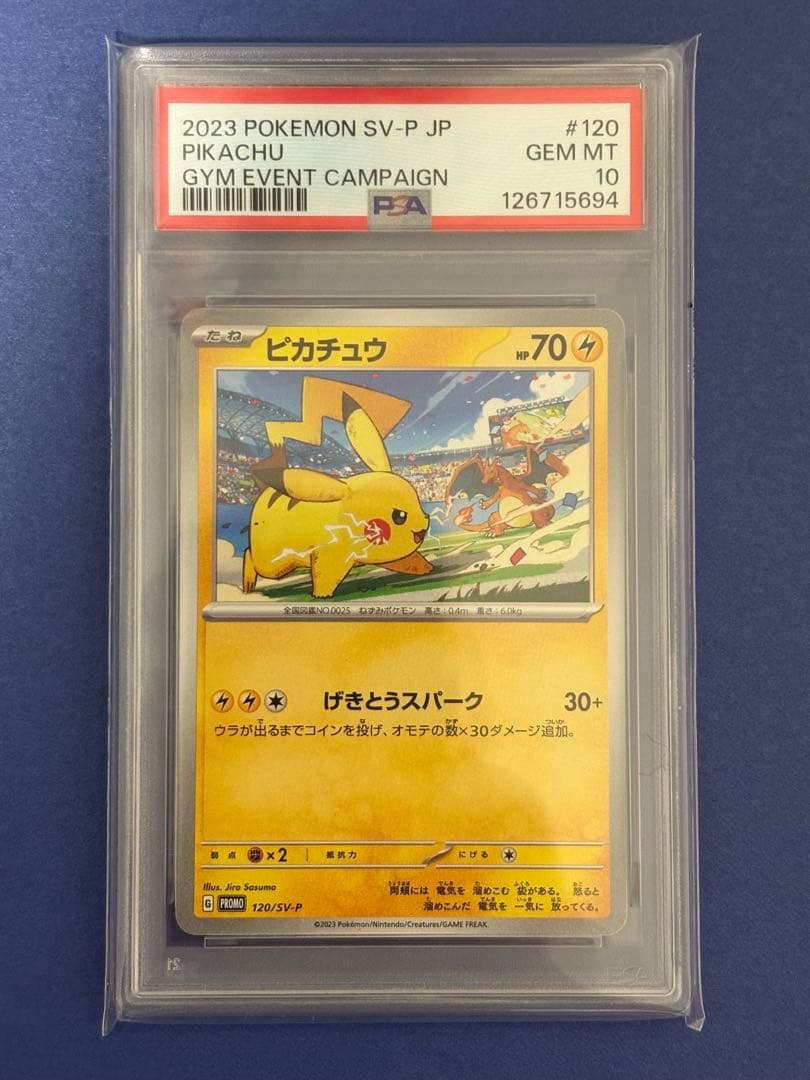 2023 POKEMON SV-P JP #120
PIKACHU GEM MT
GYM EVENT CAMPAIGN 10
PSA 126715694
たね ピカチュウ HP70
全国図鑑NO.0025 ねずみポケモン 高さ:0.4m 重さ:6.0kg
げきとうスパーク 30+
ウラが出るまでコインを投げ、オモテの数×30ダメージ追加。
弱点 ×2 抵抗力 にげる
Illus. Jiro Sasumo
両頬には 電気を 溜めこむ 袋がある。 怒ると
溜めこんだ 電気を 一気に 放ってくる。
G PROMO 120/SV-P
©2023 Pokémon/Nintendo/Creatures/GAME FREAK.